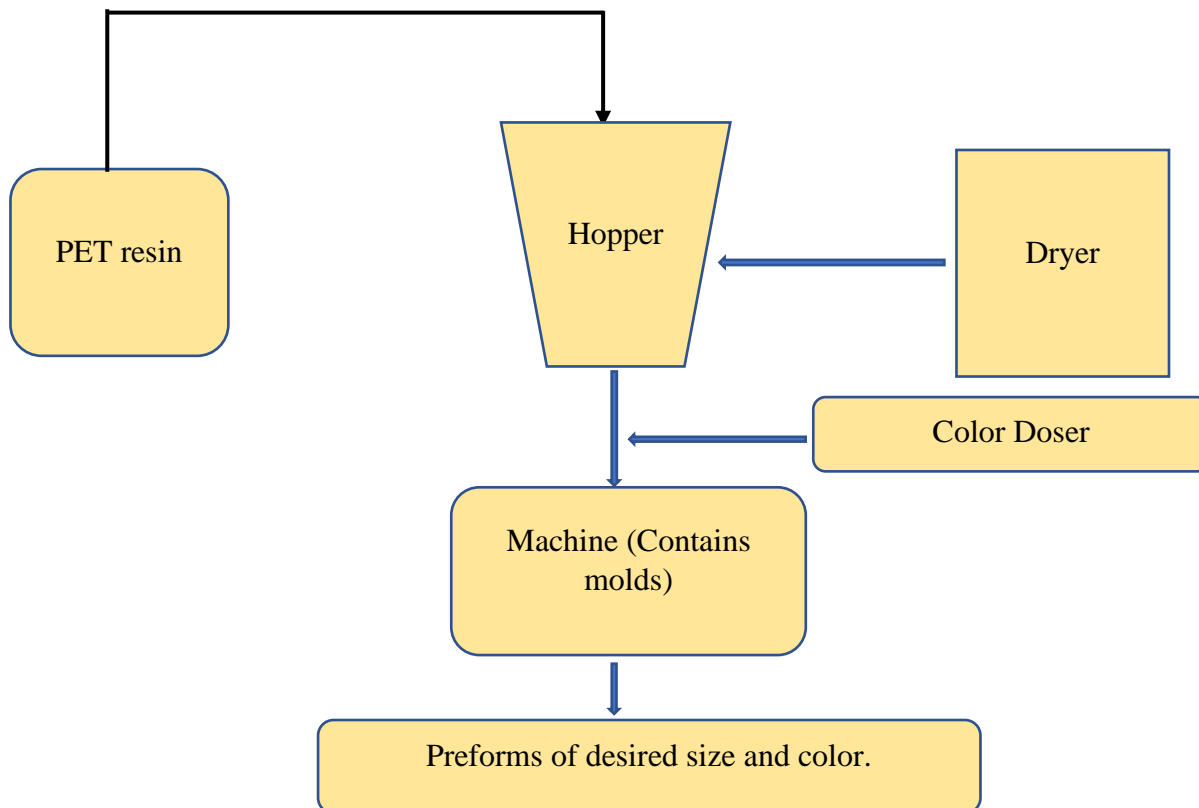 PET resin
Hopper
Dryer
Color Doser
Machine (Contains
molds)
Preforms of desired size and color.